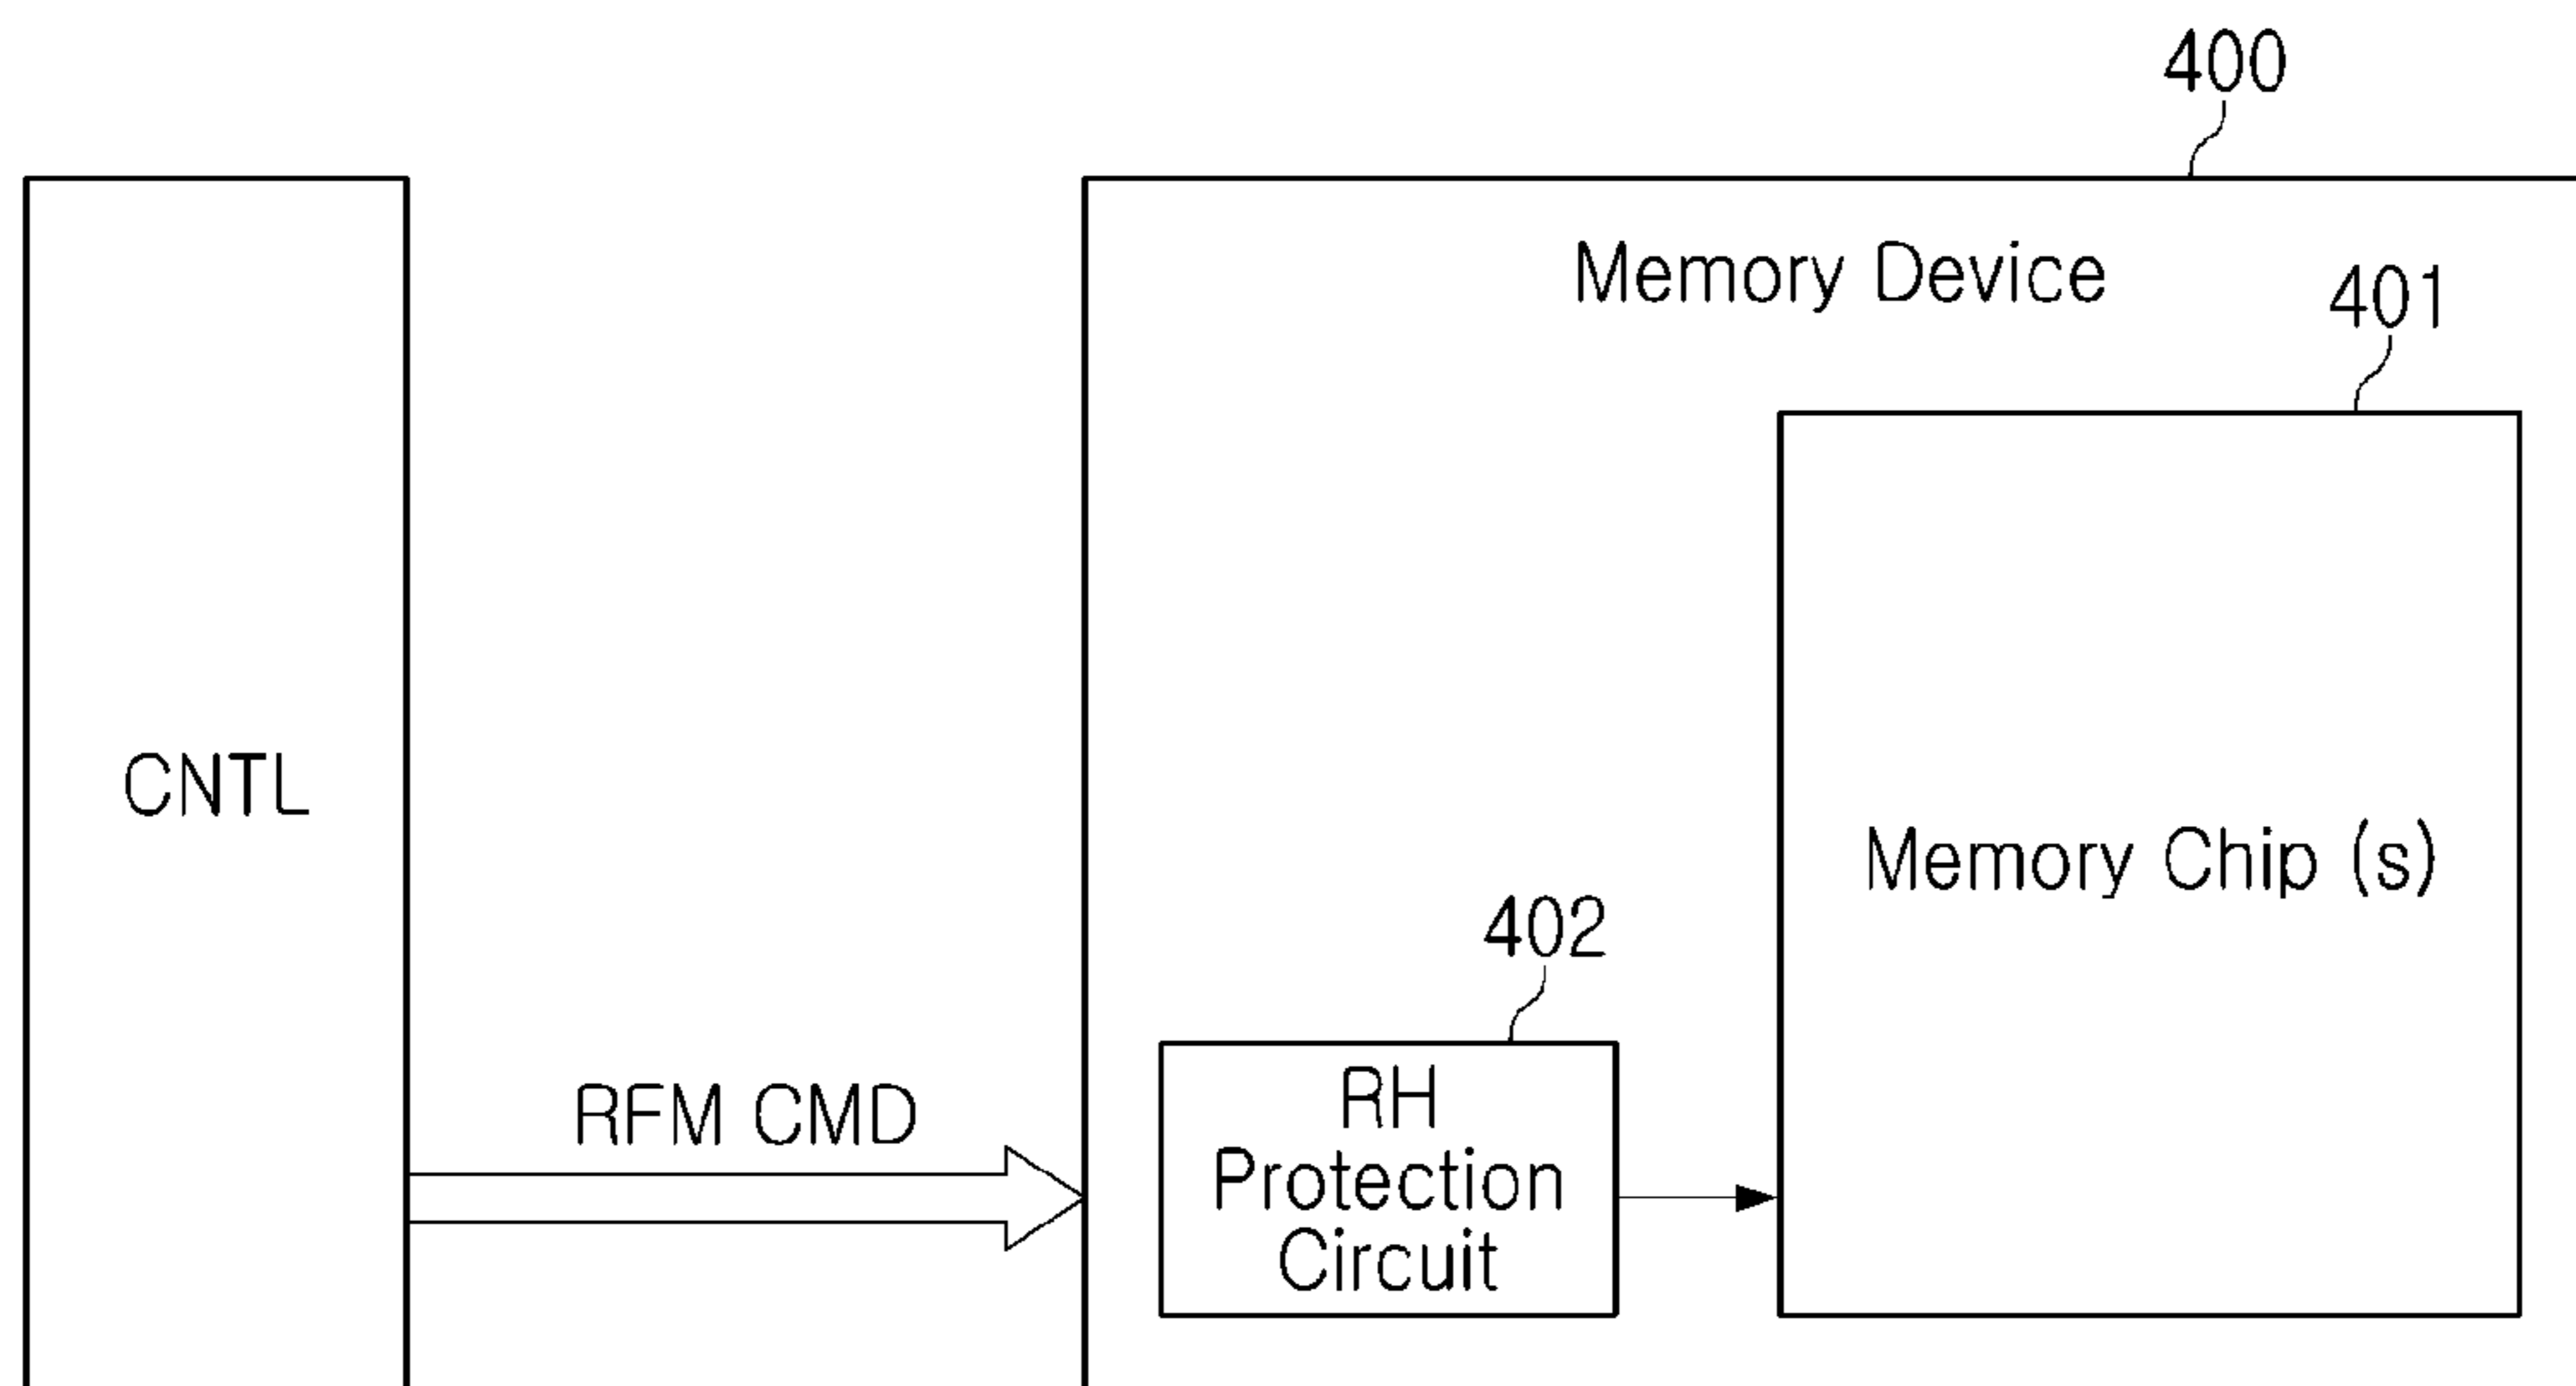 400
Memory Device
401
CNTL
Memory Chip (s)
402
RFM CMD
RH
Protection
Circuit